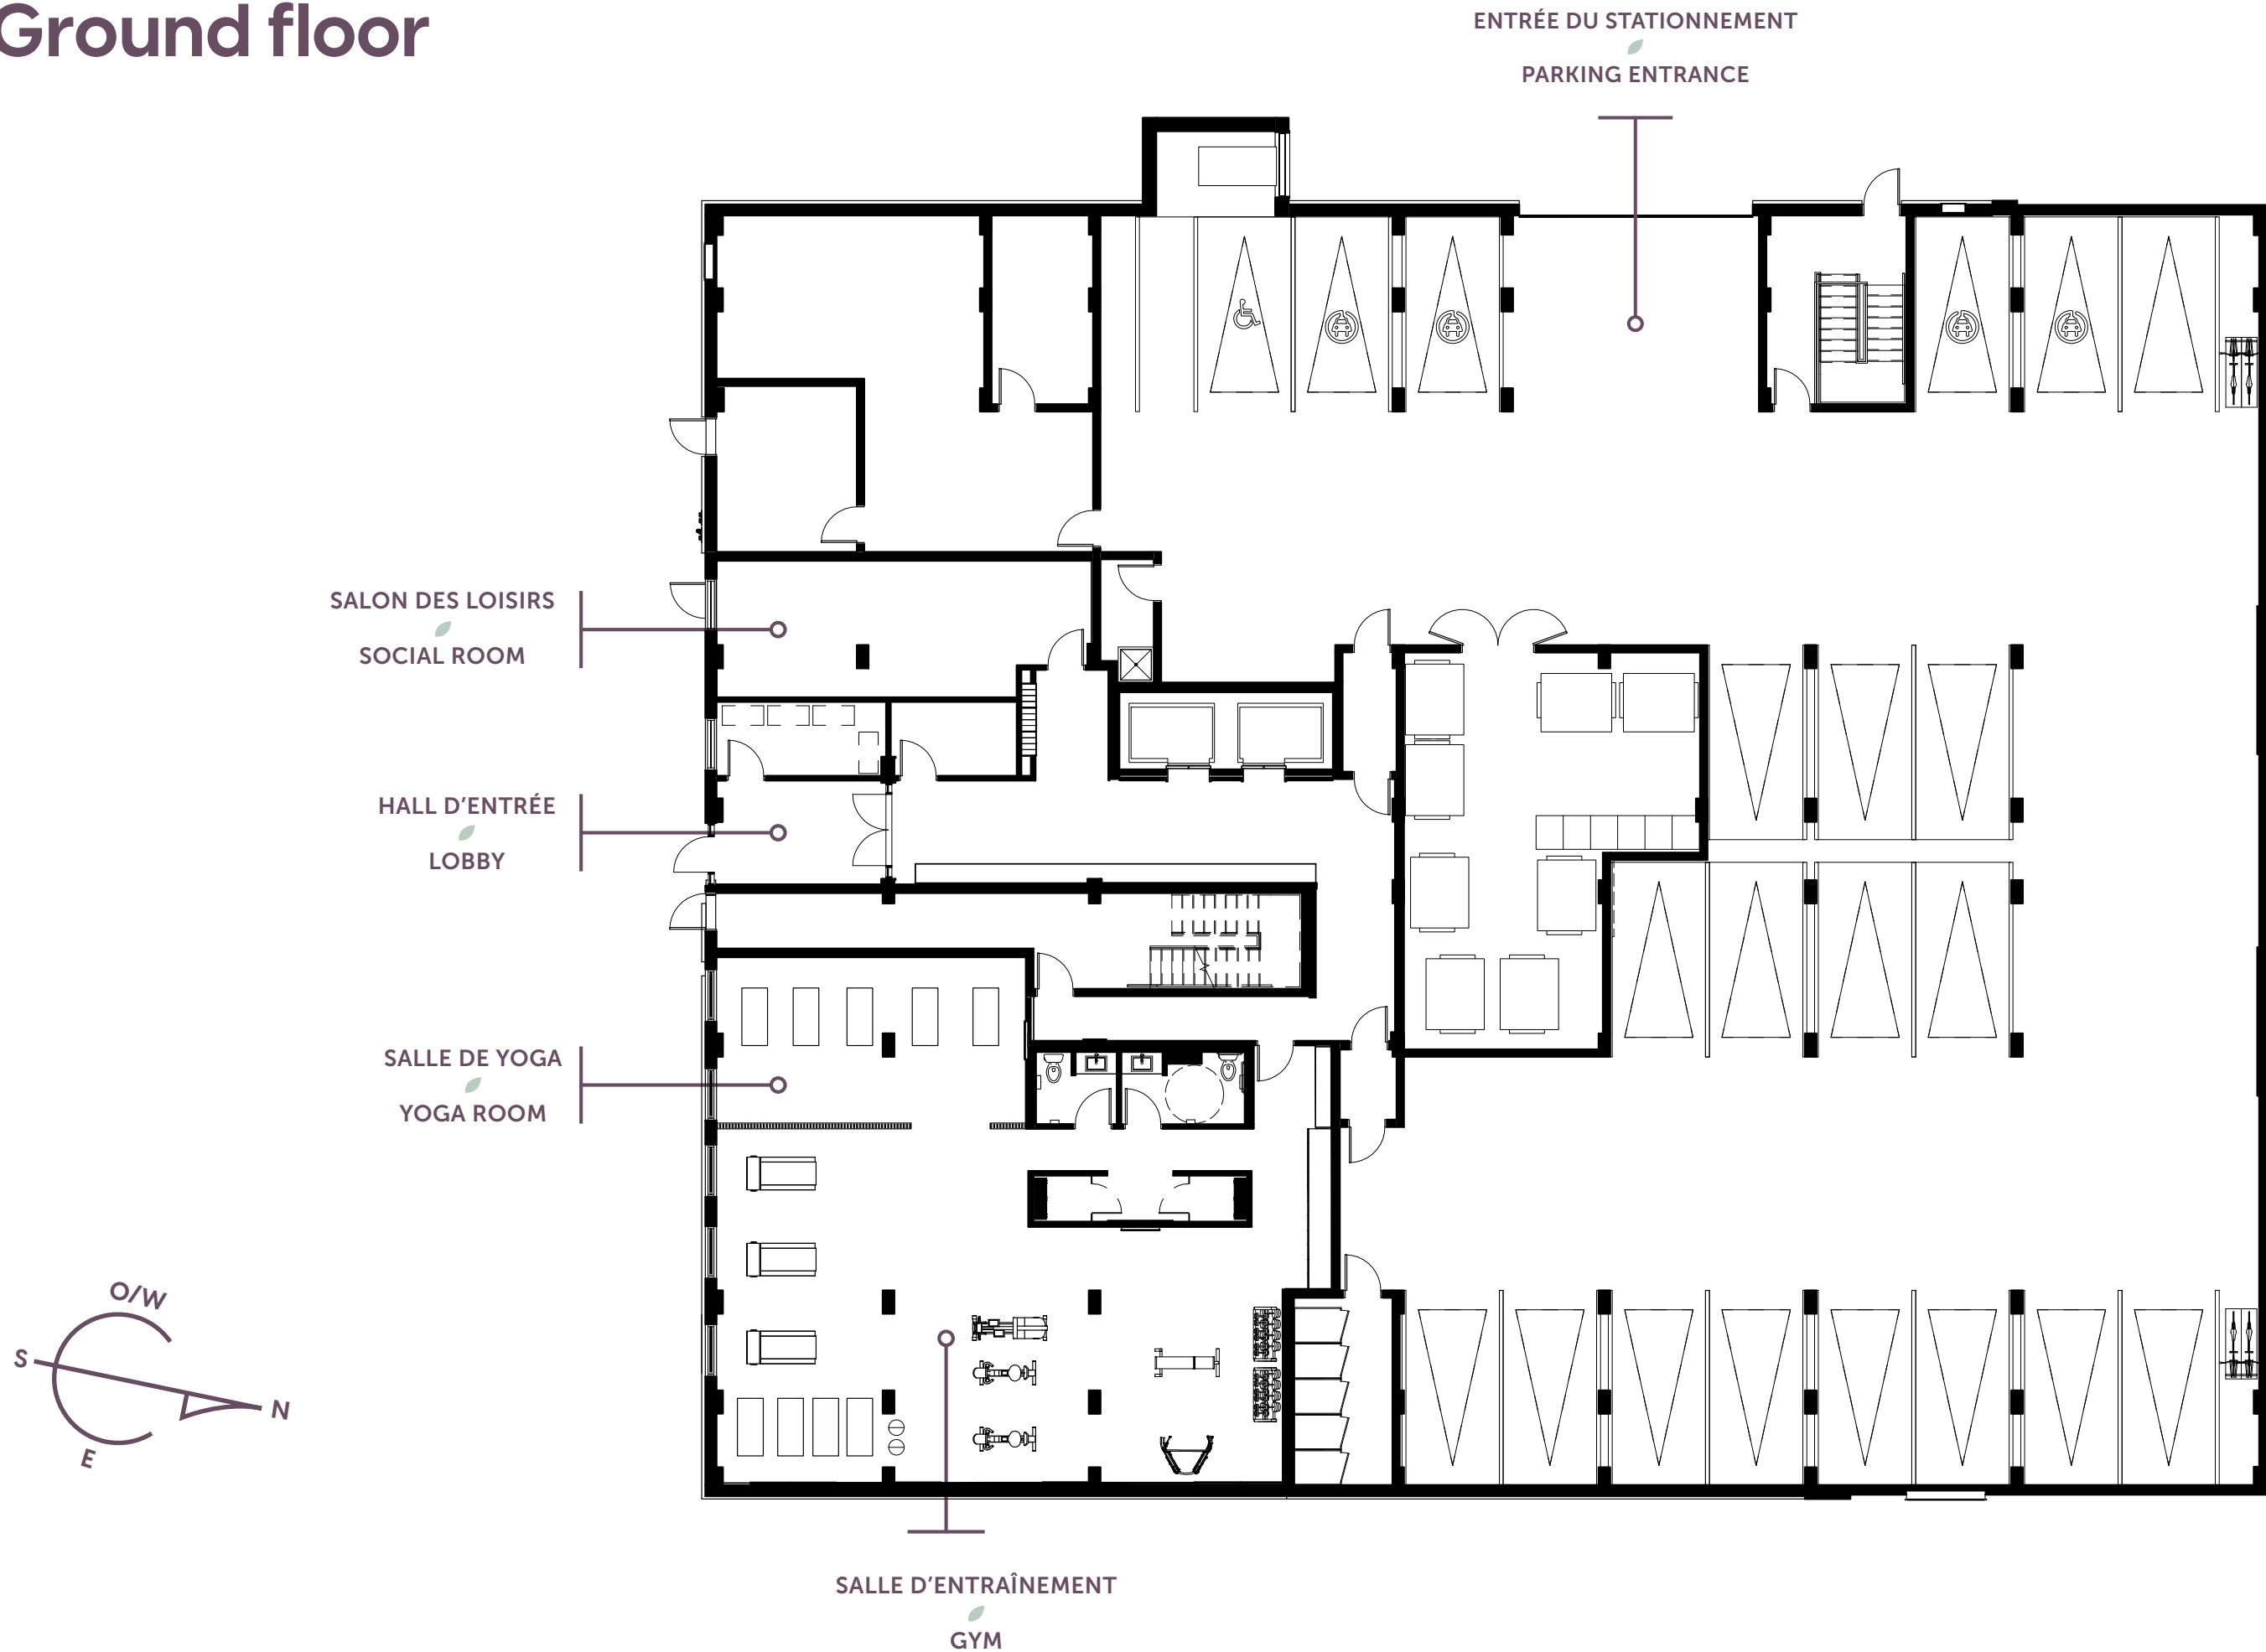 Ground floor
ENTRÉE DU STATIONNEMENT
PARKING ENTRANCE
SALON DES LOISIRS
SOCIAL ROOM
HALL D’ENTRÉE
LOBBY
SALLE DE YOGA
YOGA ROOM
O/W
S
N
E
SALLE D’ENTRAÎNEMENT
GYM